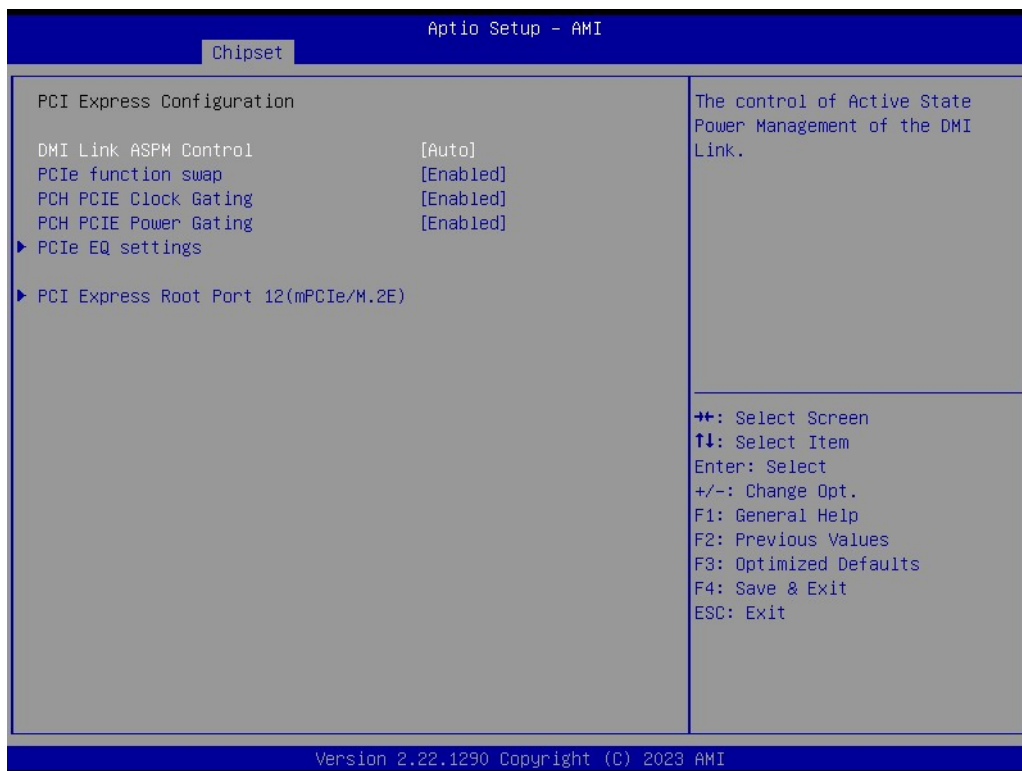 Aptio Setup – AMI
Chipset
PCI Express Configuration
DMI Link ASPM Control [Auto]
PCIe function swap [Enabled]
PCH PCIE Clock Gating [Enabled]
PCH PCIE Power Gating [Enabled]
PCIe EQ settings
PCI Express Root Port 12(mPCIe/M.2E)
The control of Active State
Power Management of the DMI
Link.
→←: Select Screen
↑↓: Select Item
Enter: Select
+/-: Change Opt.
F1: General Help
F2: Previous Values
F3: Optimized Defaults
F4: Save & Exit
ESC: Exit
Version 2.22.1290 Copyright (C) 2023 AMI